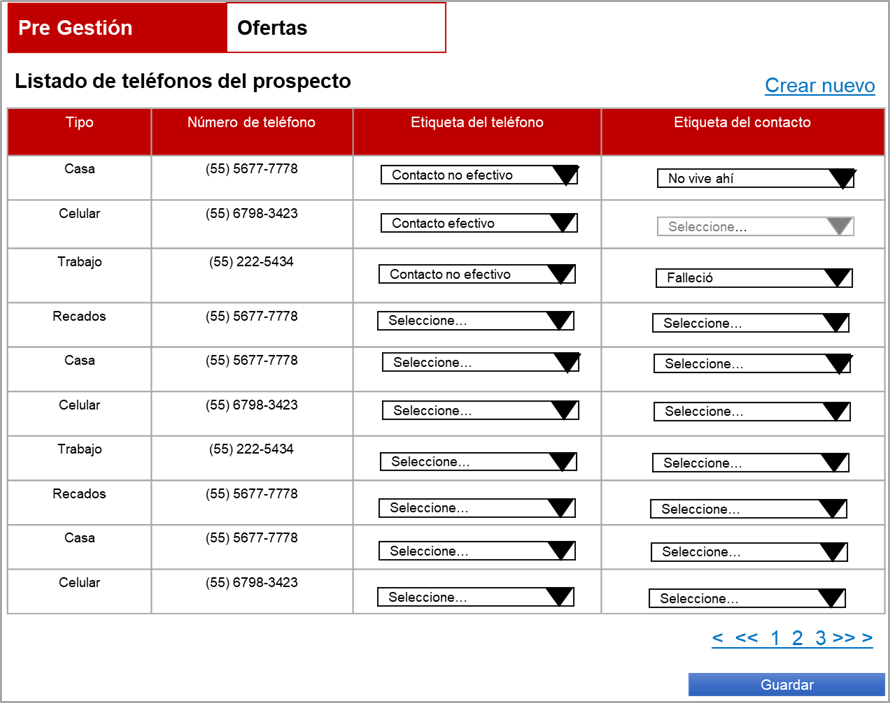 Pre Gestión Ofertas
Listado de teléfonos del prospecto
Crear nuevo
Tipo Número de teléfono Etiqueta del teléfono Etiqueta del contacto
Casa (55) 5677-7778 Contacto no efectivo No vive ahí
Celular (55) 6798-3423 Contacto efectivo Seleccione...
Trabajo (55) 222-5434 Contacto no efectivo Falleció
Recados (55) 5677-7778 Seleccione... Seleccione...
Casa (55) 5677-7778 Seleccione... Seleccione...
Celular (55) 6798-3423 Seleccione... Seleccione...
Trabajo (55) 222-5434 Seleccione... Seleccione...
Recados (55) 5677-7778 Seleccione... Seleccione...
Casa (55) 5677-7778 Seleccione... Seleccione...
Celular (55) 6798-3423 Seleccione... Seleccione...
< << 1 2 3 >> >
Guardar